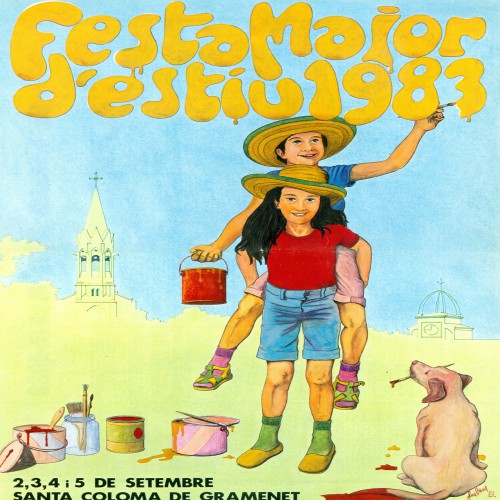 Festa Major
d'estiu 1983
2,3,4 i 5 DE SETEMBRE
SANTA COLOMA DE GRAMENET